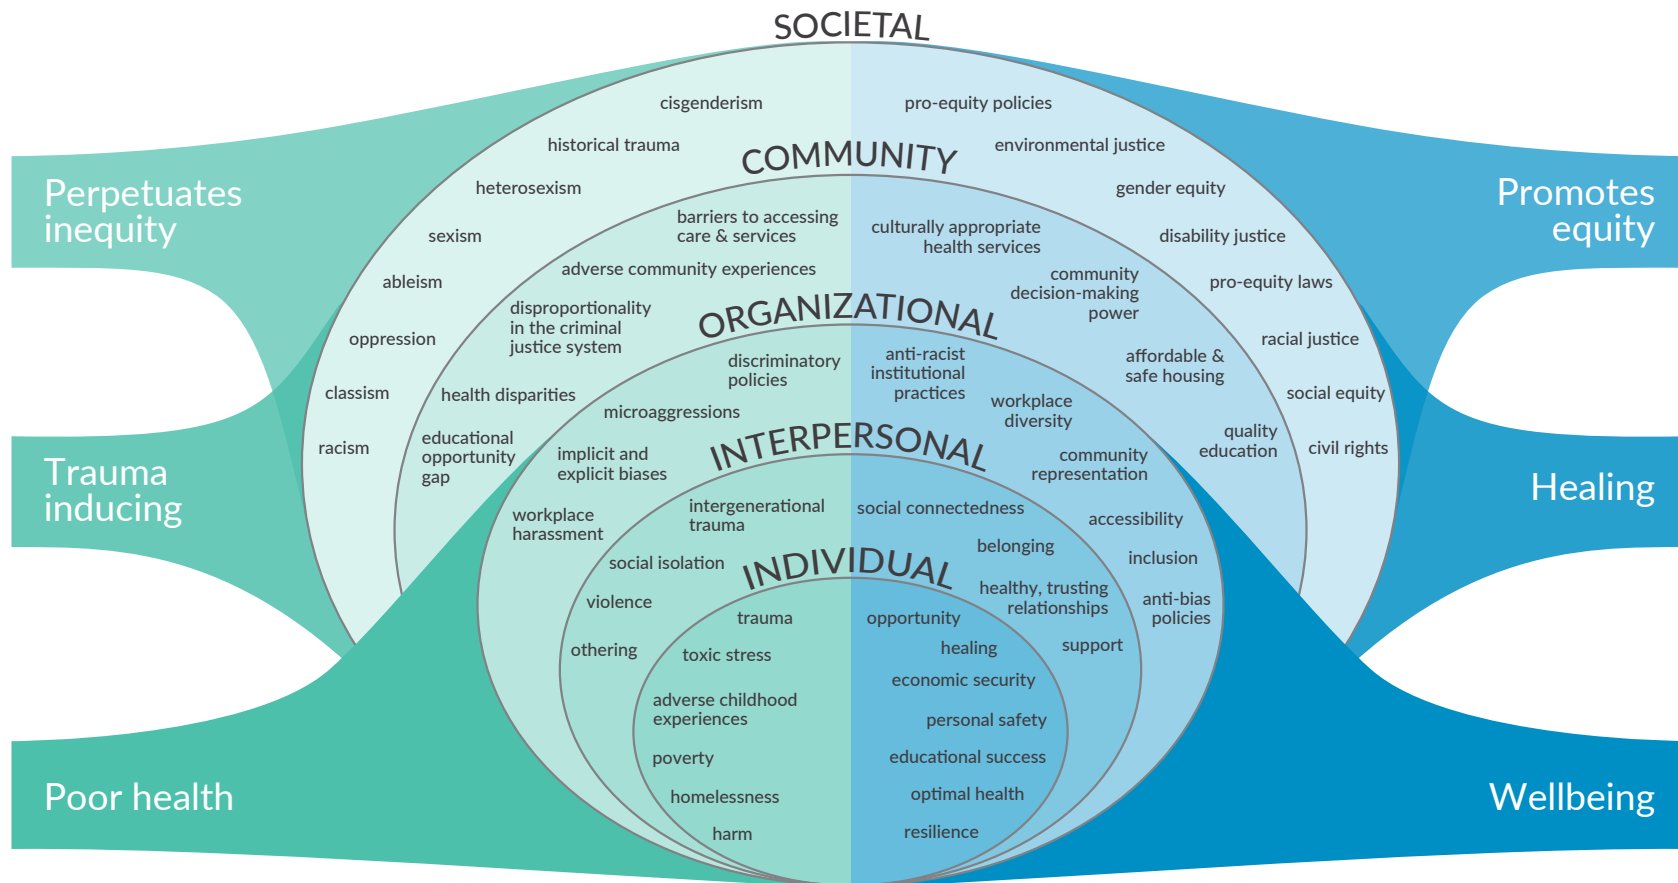 SOCIETAL
cisgenderism
historical trauma
heterosexism
sexism
ableism
oppression
classism
racism
pro-equity policies
environmental justice
gender equity
disability justice
pro-equity laws
racial justice
social equity
civil rights
COMMUNITY
barriers to accessing
care & services
adverse community experiences
disproportionality
in the criminal
justice system
health disparities
educational
opportunity
gap
culturally appropriate
health services
community
decision-making
power
affordable &
safe housing
quality
education
ORGANIZATIONAL
discriminatory
policies
microaggressions
implicit and
explicit biases
workplace
harassment
anti-racist
institutional
practices
workplace
diversity
community
representation
accessibility
inclusion
anti-bias
policies
INTERPERSONAL
intergenerational
trauma
social isolation
violence
othering
social connectedness
belonging
healthy, trusting
relationships
support
INDIVIDUAL
trauma
toxic stress
adverse childhood
experiences
poverty
homelessness
harm
opportunity
healing
economic security
personal safety
educational success
optimal health
resilience
Perpetuates
inequity
Trauma
inducing
Poor health
Promotes
equity
Healing
Wellbeing